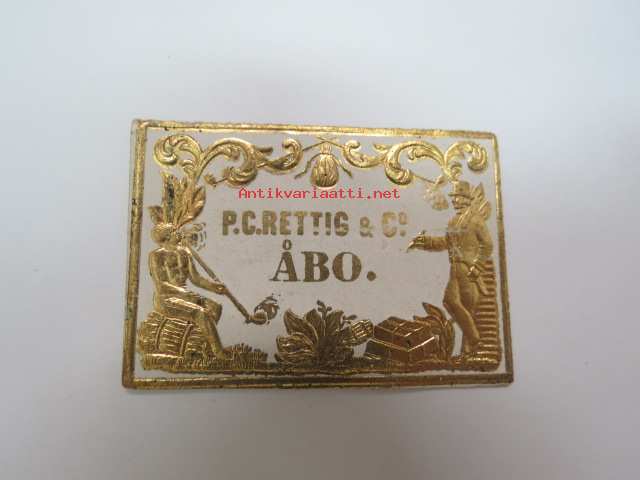 Antikvariaatti.net
P.C.RETTIG & Cº
ÅBO.